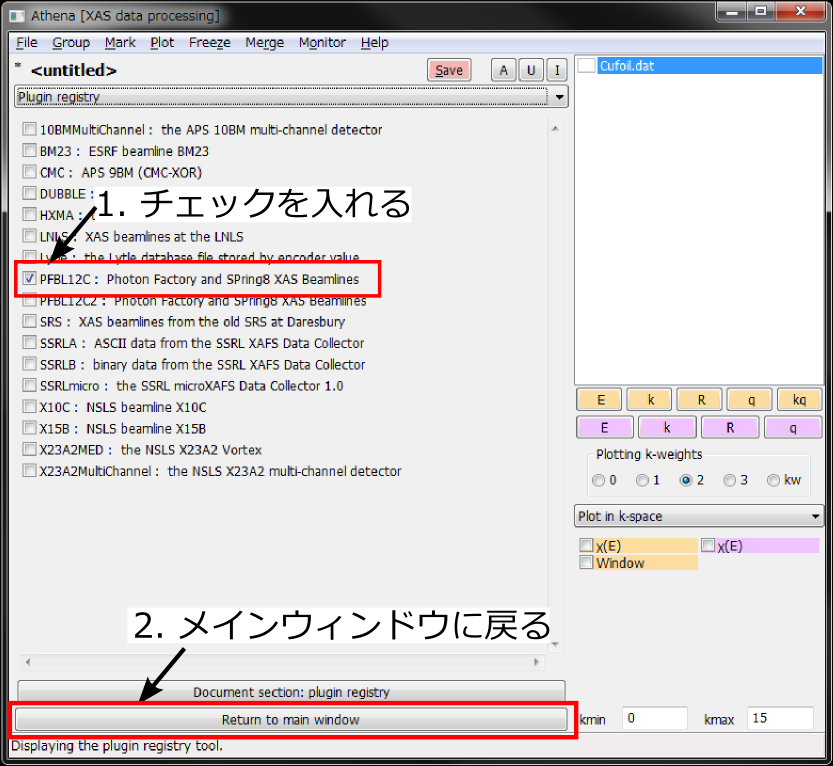 Athena [XAS data processing]
File Group Mark Plot Freeze Merge Monitor Help
* <untitled>
Save
A U I
Plugin registry
Cufoil.dat
10BMMultiChannel : the APS 10BM multi-channel detector
BM23 : ESRF beamline BM23
CMC : APS 9BM (CMC-XOR)
DUBBLE :
1. チェックを入れる
HXMA :
LNLS : XAS beamlines at the LNLS
the Lytle database file stored by encoder value
PFBL12C : Photon Factory and SPring8 XAS Beamlines
PFBL12C2 : Photon Factory and SPring8 XAS Beamlines
SRS : XAS beamlines from the old SRS at Daresbury
SSRLA : ASCII data from the SSRL XAFS Data Collector
SSRLB : binary data from the SSRL XAFS Data Collector
SSRLmicro : the SSRL microXAFS Data Collector 1.0
X10C : NSLS beamline X10C
X15B : NSLS beamline X15B
X23A2MED : the NSLS X23A2 Vortex
X23A2MultiChannel : the NSLS X23A2 multi-channel detector
E k R q kq
E k R q
Plotting k-weights
0 1 2 3 kw
Plot in k-space
χ(E) χ(E)
Window
2. メインウィンドウに戻る
Document section: plugin registry
Return to main window
kmin 0 kmax 15
Displaying the plugin registry tool.